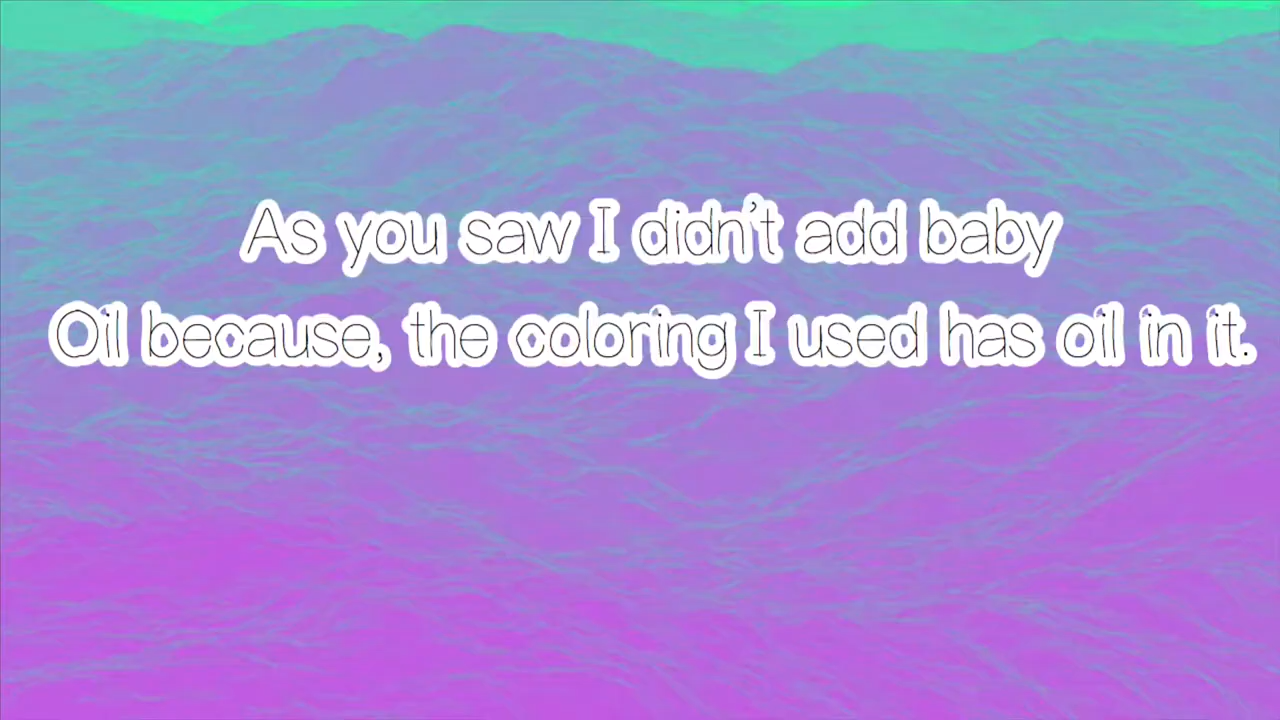 As you saw I didn't add baby
Oil because, the coloring I used has oil in it.